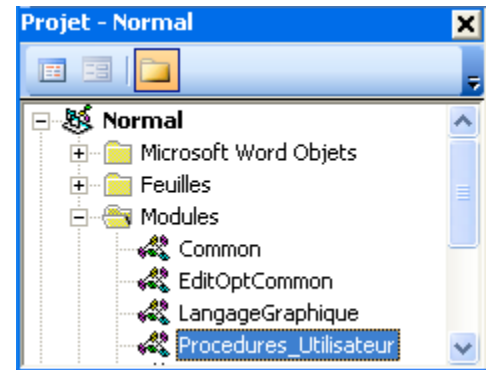 Projet - Normal
Normal
Microsoft Word Objets
Feuilles
Modules
Common
EditOptCommon
LangageGraphique
Procedures_Utilisateur